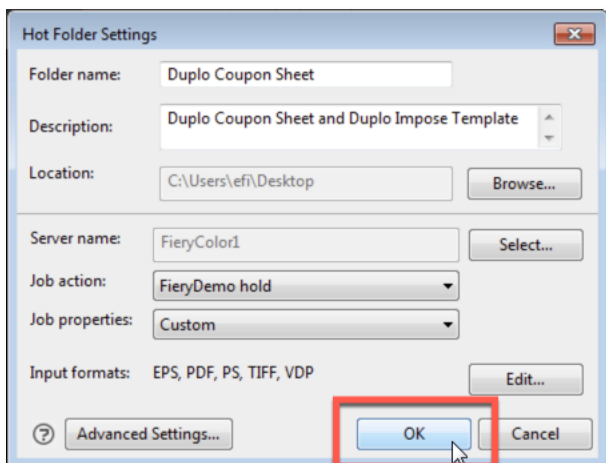 Hot Folder Settings
Folder name: Duplo Coupon Sheet
Description: Duplo Coupon Sheet and Duplo Impose Template
Location: C:\Users\efi\Desktop Browse...
Server name: FieryColor1 Select...
Job action: FieryDemo hold
Job properties: Custom
Input formats: EPS, PDF, PS, TIFF, VDP Edit...
? Advanced Settings... OK Cancel